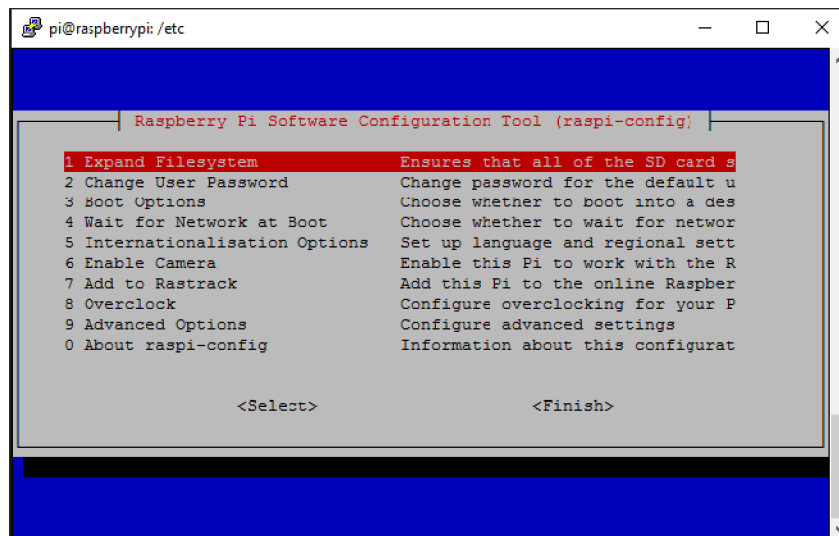 pi@raspberrypi: /etc
Raspberry Pi Software Configuration Tool (raspi-config)
1 Expand Filesystem Ensures that all of the SD card s
2 Change User Password Change password for the default u
3 Boot Options Choose whether to boot into a des
4 Wait for Network at Boot Choose whether to wait for networ
5 Internationalisation Options Set up language and regional sett
6 Enable Camera Enable this Pi to work with the R
7 Add to Rastrack Add this Pi to the online Raspber
8 Overclock Configure overclocking for your P
9 Advanced Options Configure advanced settings
0 About raspi-config Information about this configurat
<Select> <Finish>